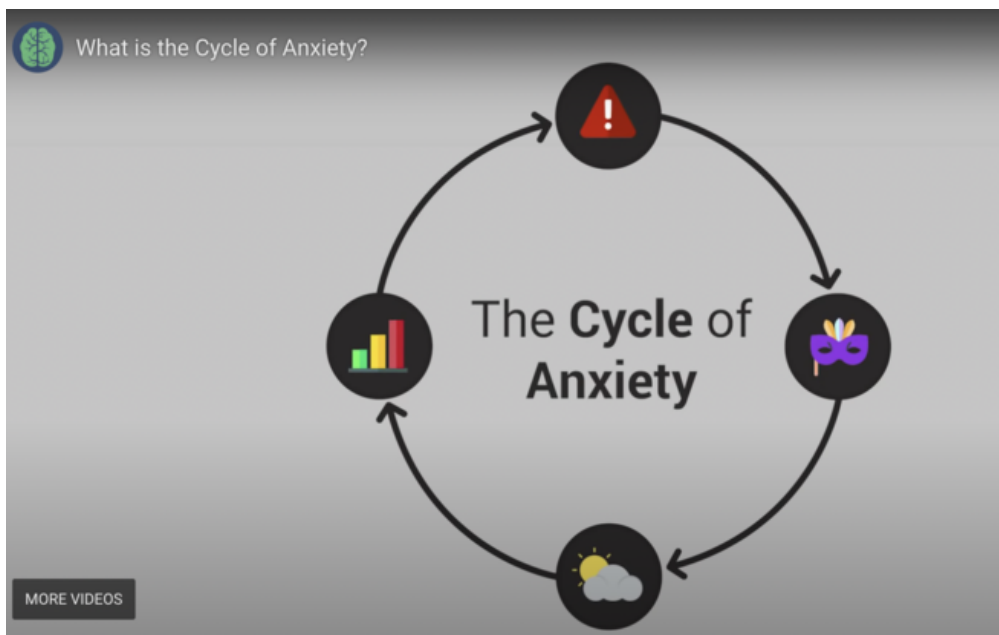 What is the Cycle of Anxiety?
The Cycle of
Anxiety
MORE VIDEOS